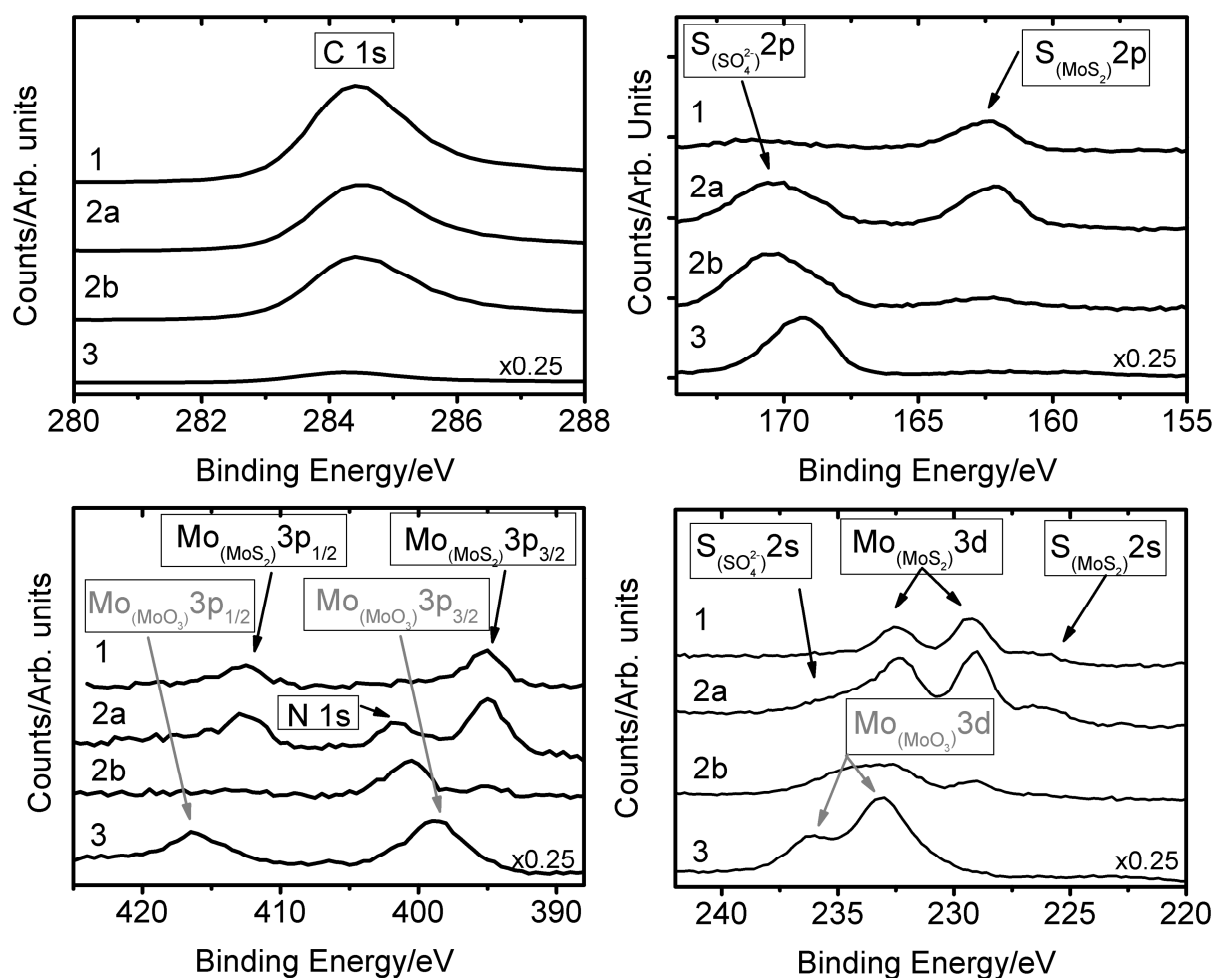 C 1s
1
2a
2b
3
x0.25
Counts/Arb. units
280 282 284 286 288
Binding Energy/eV
S(SO₄²⁻)2p
S(MoS₂)2p
1
2a
2b
3
x0.25
Counts/Arb. Units
170 165 160 155
Binding Energy/eV
Mo(MoS₂)3p1/2
Mo(MoS₂)3p3/2
Mo(MoO₃)3p1/2
Mo(MoO₃)3p3/2
1
2a
N 1s
2b
3
x0.25
Counts/Arb. units
420 410 400 390
Binding Energy/eV
S(SO₄²⁻)2s
Mo(MoS₂)3d
S(MoS₂)2s
1
2a
Mo(MoO₃)3d
2b
3
x0.25
Counts/Arb. units
240 235 230 225 220
Binding Energy/eV